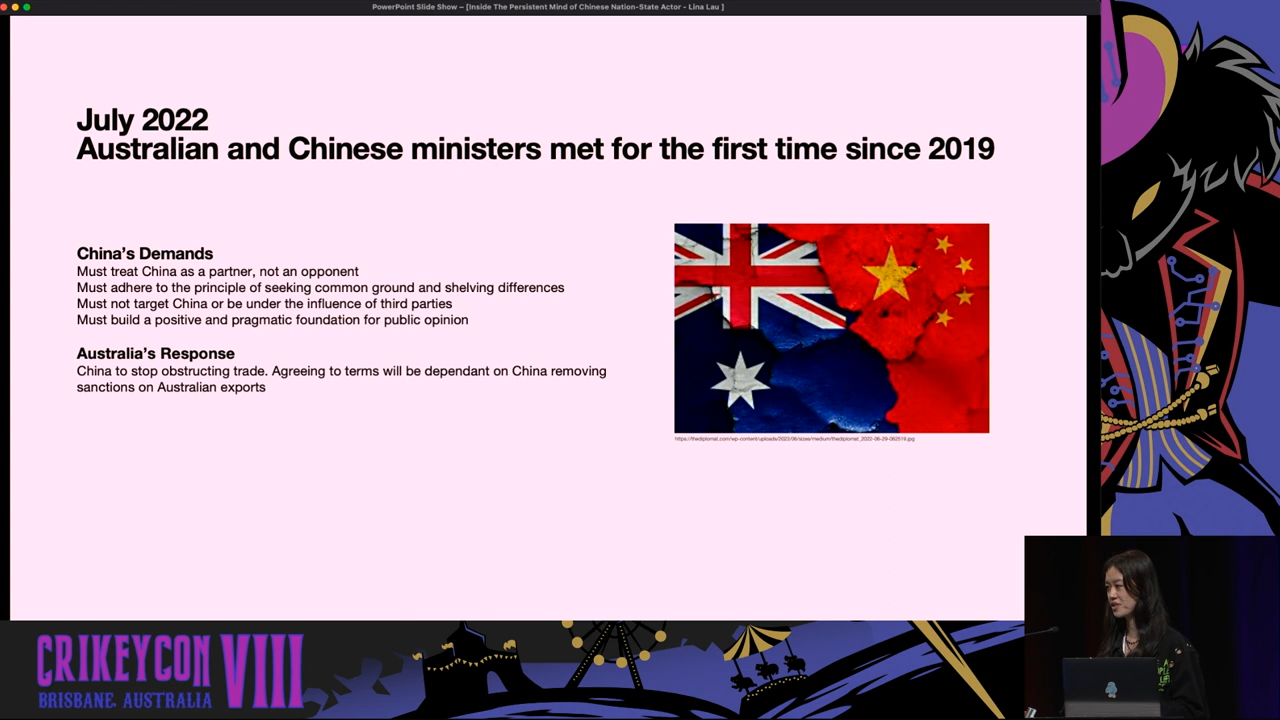 PowerPoint Slide Show – [Inside The Persistent Mind of Chinese Nation-State Actor - Lina Lau ]
July 2022
Australian and Chinese ministers met for the first time since 2019
China's Demands
Must treat China as a partner, not an opponent
Must adhere to the principle of seeking common ground and shelving differences
Must not target China or be under the influence of third parties
Must build a positive and pragmatic foundation for public opinion
Australia's Response
China to stop obstructing trade. Agreeing to terms will be dependant on China removing
sanctions on Australian exports
CRIKEYCON VIII
BRISBANE, AUSTRALIA